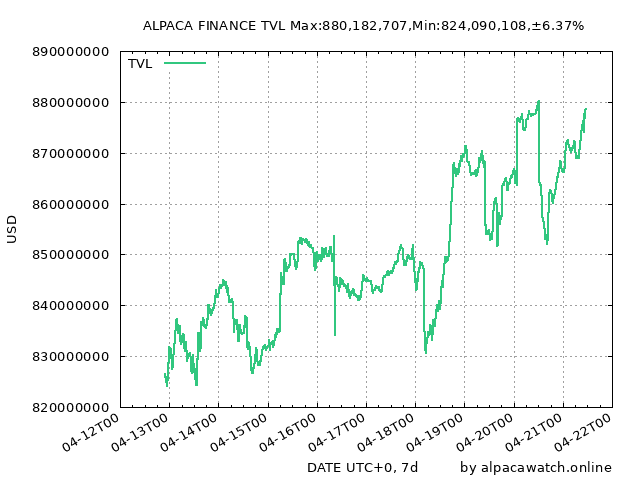 ALPACA FINANCE TVL Max:880,182,707,Min:824,090,108,±6.37%
890000000
TVL
880000000
870000000
860000000
850000000
840000000
830000000
820000000
USD
04-12T00
04-13T00
04-14T00
04-15T00
04-16T00
04-17T00
04-18T00
04-19T00
04-20T00
04-21T00
04-22T00
DATE UTC+0, 7d
by alpacawatch.online